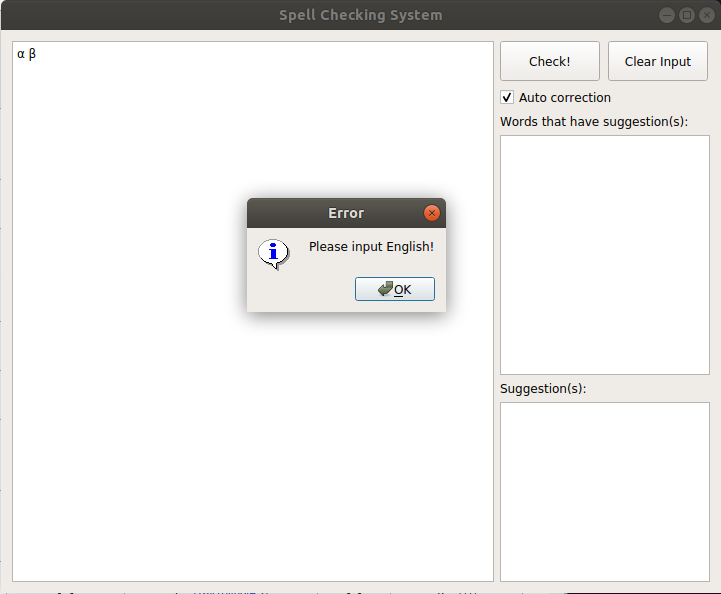 Spell Checking System
α β
Check!
Clear Input
Auto correction
Words that have suggestion(s):
Error
Please input English!
OK
Suggestion(s):